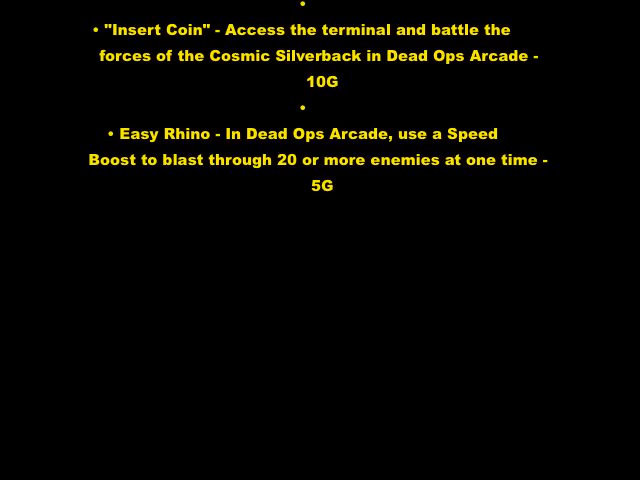 •
• "Insert Coin" - Access the terminal and battle the
forces of the Cosmic Silverback in Dead Ops Arcade -
10G
•
• Easy Rhino - In Dead Ops Arcade, use a Speed
Boost to blast through 20 or more enemies at one time -
5G